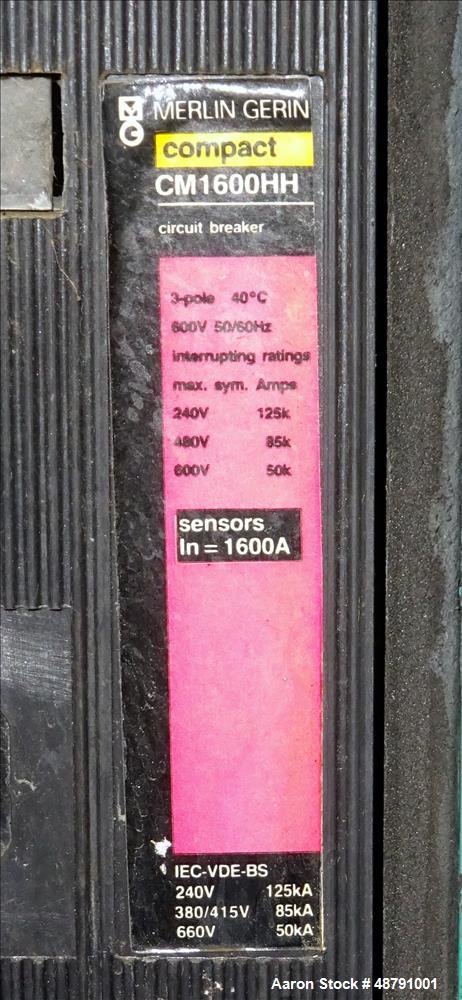 MG MERLIN GERIN
compact
CM1600HH
circuit breaker
3-pole 40°C
600V 50/60Hz
interrupting ratings
max. sym. Amps
240V 125k
480V 85k
600V 50k
sensors
In = 1600A
IEC-VDE-BS
240V 125kA
380/415V 85kA
660V 50kA
Aaron Stock # 48791001